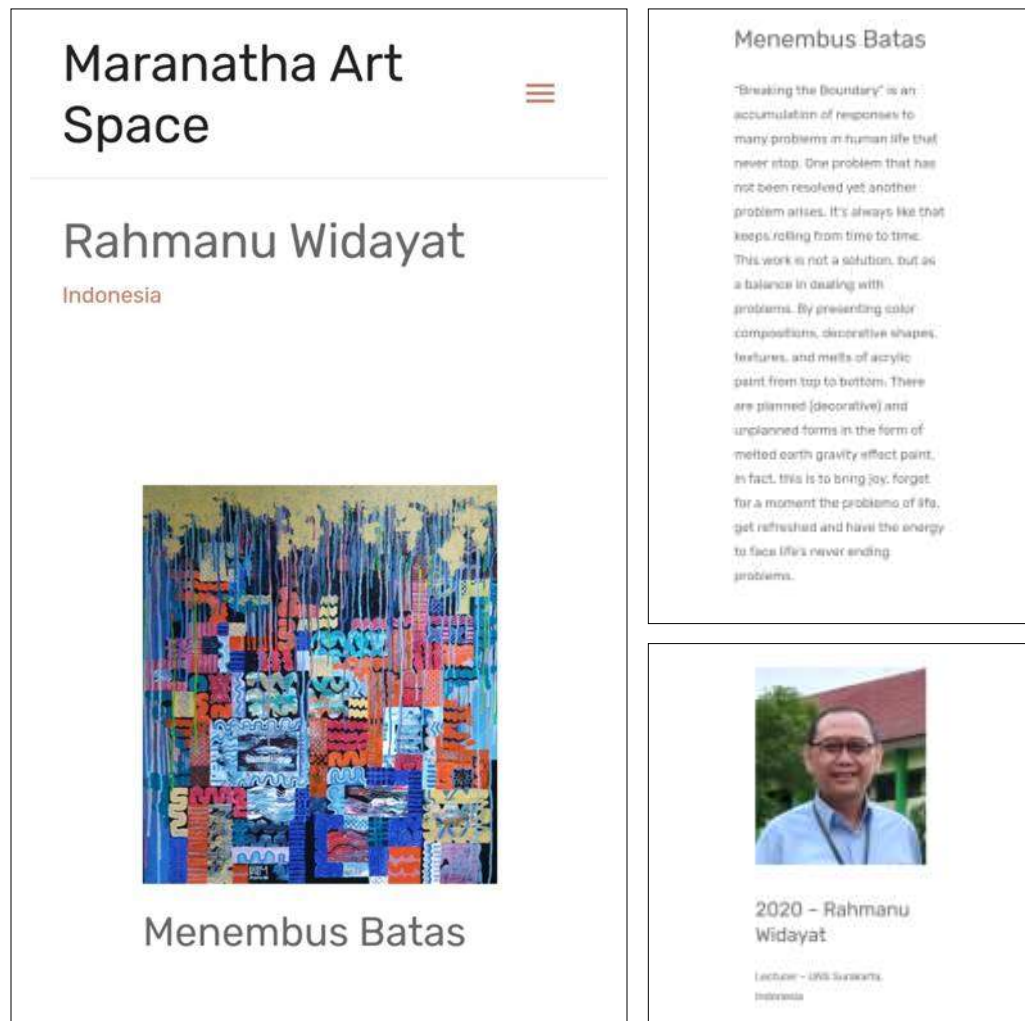 Maranatha Art
Space
Rahmanu Widayat
Indonesia
Menembus Batas
Menembus Batas
"Breaking the Boundary" is an
accumulation of responses to
many problems in human life that
never stop. One problem that has
not been resolved yet another
problem arises. It's always like that
keeps rolling from time to time.
This work is not a solution, but as
a balance in dealing with
problems. By presenting color
compositions, decorative shapes,
textures, and melts of acrylic
paint from top to bottom. There
are planned (decorative) and
unplanned forms in the form of
melted earth gravity effect paint,
in fact, this is to bring joy, forget
for a moment the problems of life,
get refreshed and have the energy
to face life's never ending
problems.
2020 – Rahmanu
Widayat
Lecturer – UNS Surakarta,
Indonesia